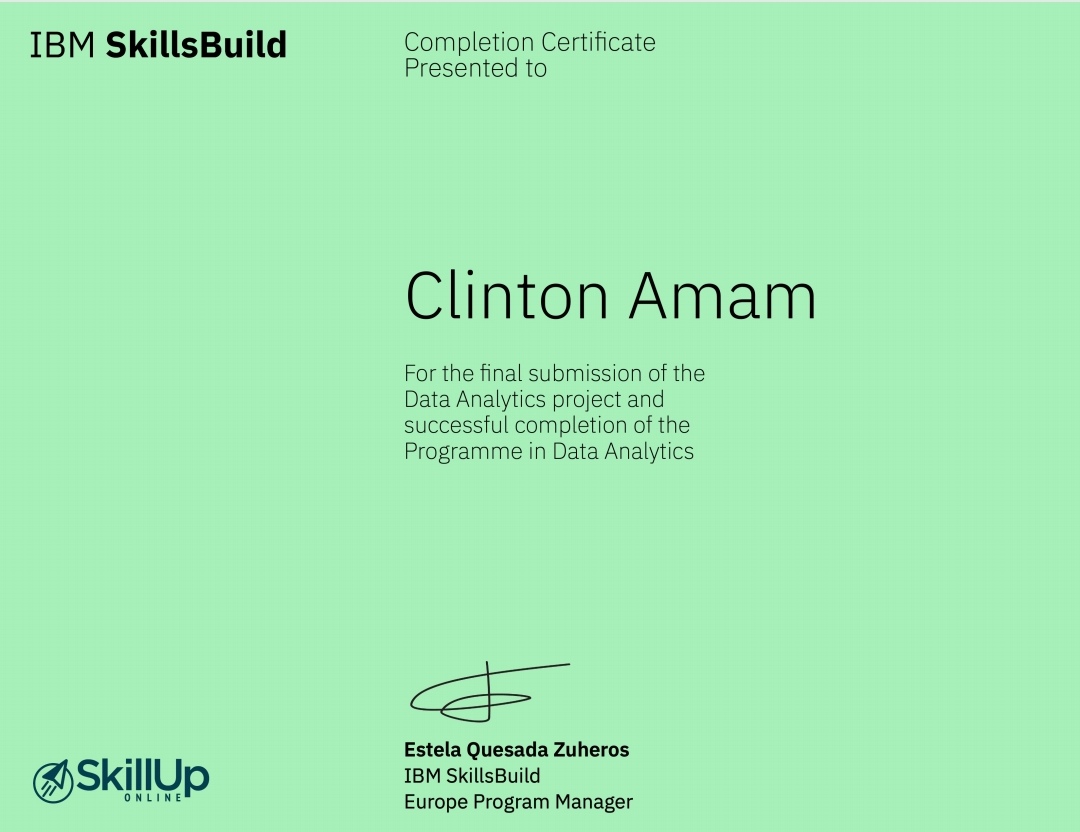 IBM SkillsBuild
Completion Certificate
Presented to
Clinton Amam
For the final submission of the
Data Analytics project and
successful completion of the
Programme in Data Analytics
Estela Quesada Zuheros
IBM SkillsBuild
Europe Program Manager
SkillUp
ONLINE